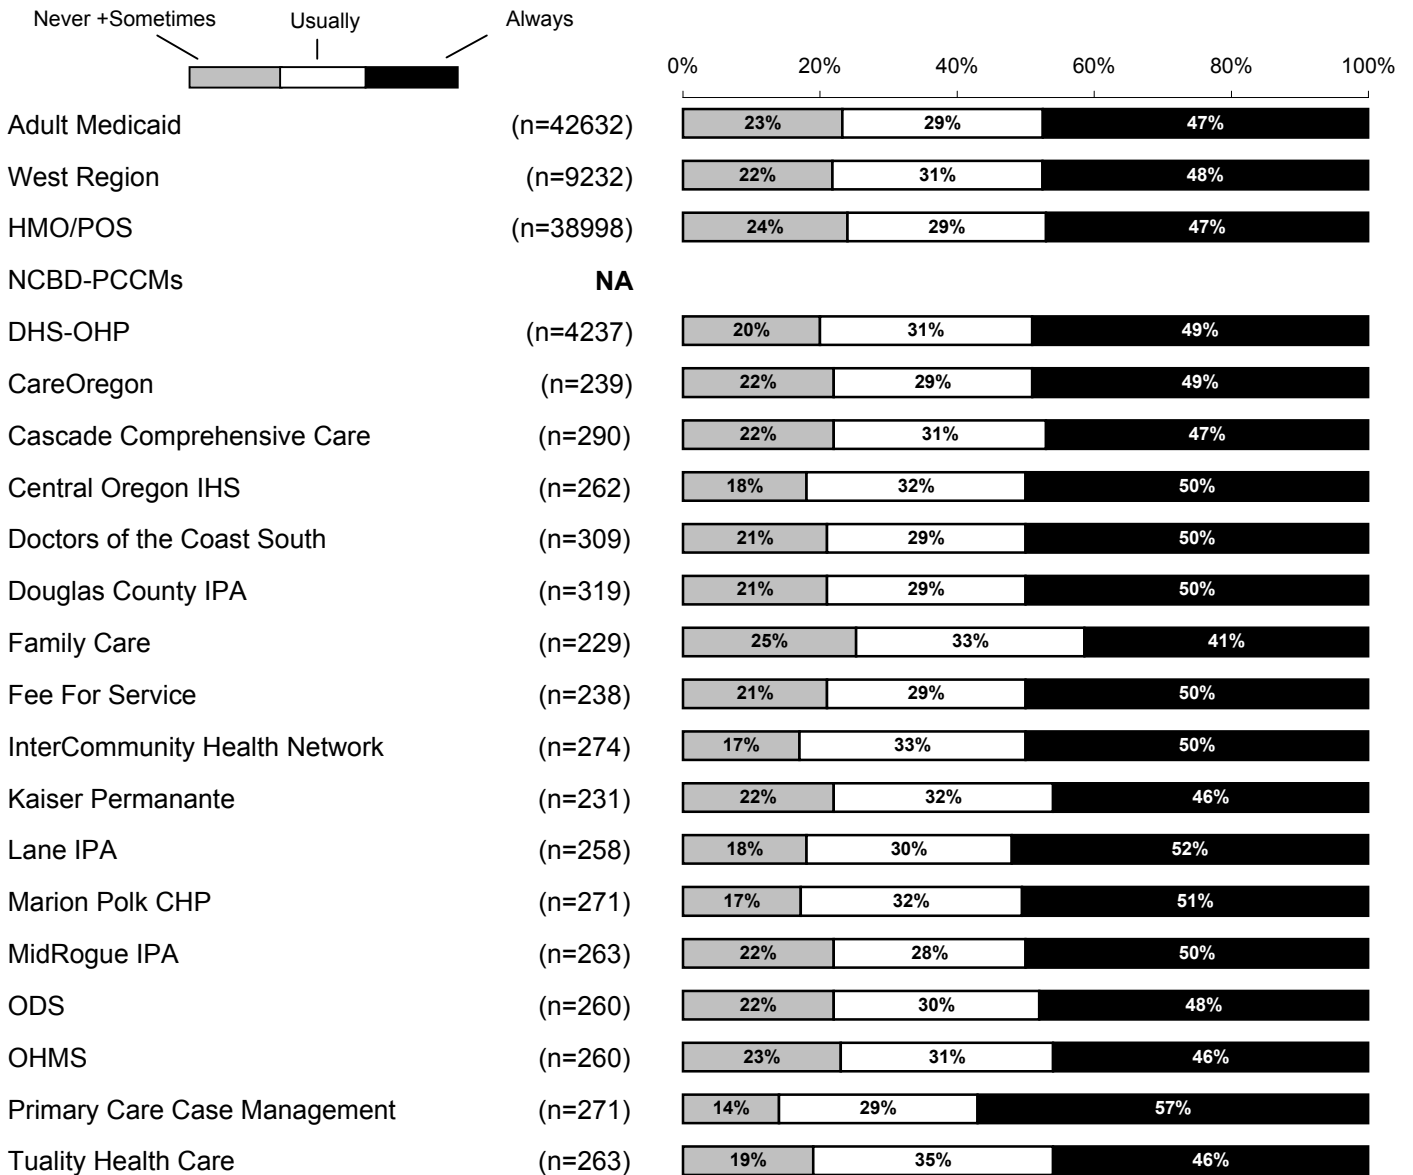 Never +Sometimes Usually Always
0% 20% 40% 60% 80% 100%
Adult Medicaid (n=42632) 23% 29% 47%
West Region (n=9232) 22% 31% 48%
HMO/POS (n=38998) 24% 29% 47%
NCBD-PCCMs NA
DHS-OHP (n=4237) 20% 31% 49%
CareOregon (n=239) 22% 29% 49%
Cascade Comprehensive Care (n=290) 22% 31% 47%
Central Oregon IHS (n=262) 18% 32% 50%
Doctors of the Coast South (n=309) 21% 29% 50%
Douglas County IPA (n=319) 21% 29% 50%
Family Care (n=229) 25% 33% 41%
Fee For Service (n=238) 21% 29% 50%
InterCommunity Health Network (n=274) 17% 33% 50%
Kaiser Permanante (n=231) 22% 32% 46%
Lane IPA (n=258) 18% 30% 52%
Marion Polk CHP (n=271) 17% 32% 51%
MidRogue IPA (n=263) 22% 28% 50%
ODS (n=260) 22% 30% 48%
OHMS (n=260) 23% 31% 46%
Primary Care Case Management (n=271) 14% 29% 57%
Tuality Health Care (n=263) 19% 35% 46%